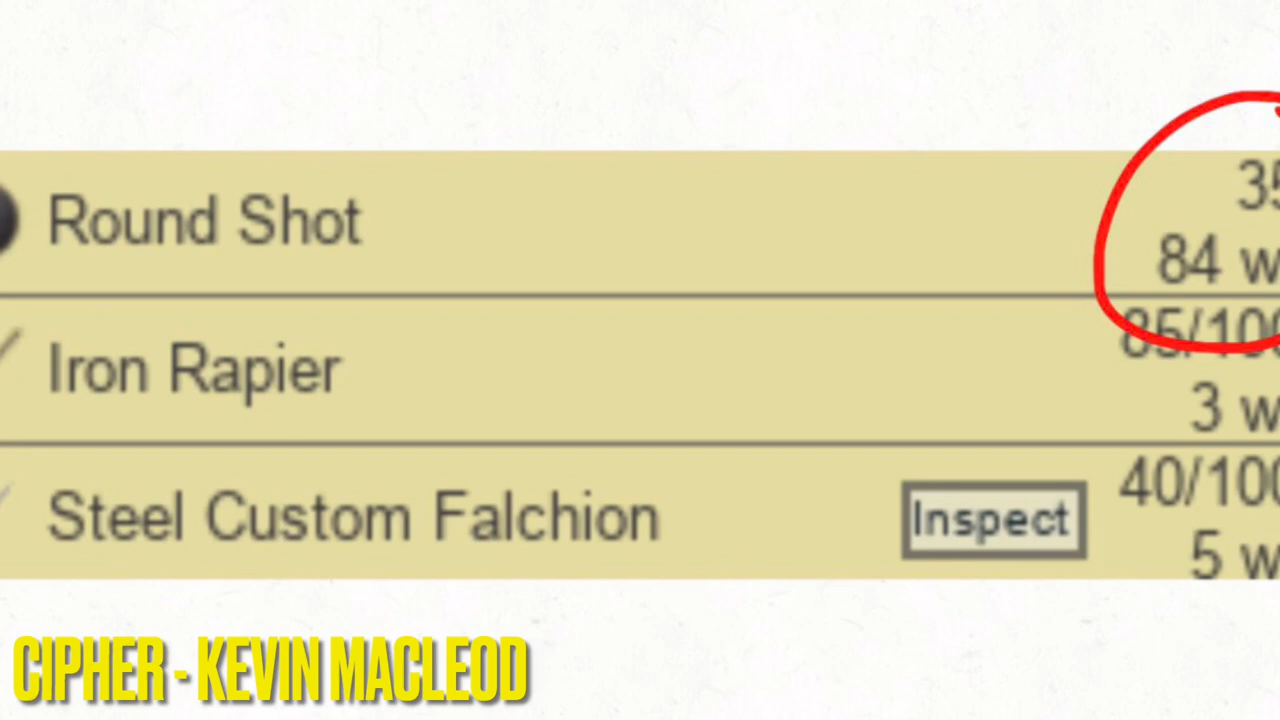 Round Shot
35
84 w
Iron Rapier
85/100
3 w
Steel Custom Falchion
Inspect
40/100
5 w
CIPHER - KEVIN MACLEOD